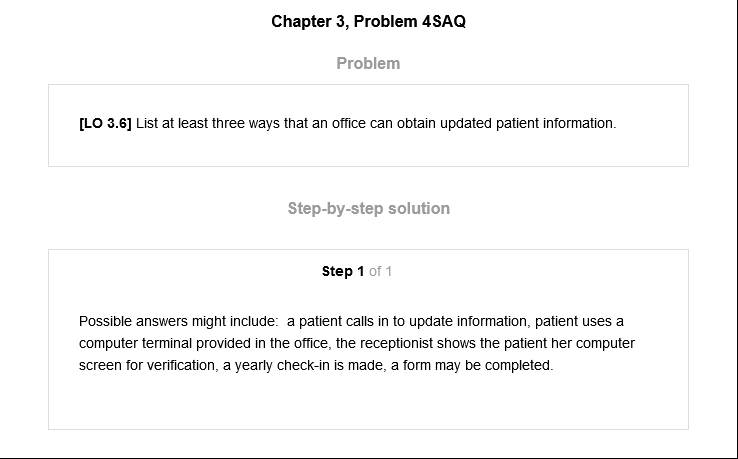 Chapter 3, Problem 4SAQ
Problem
[LO 3.6] List at least three ways that an office can obtain updated patient information.
Step-by-step solution
Step 1 of 1
Possible answers might include:  a patient calls in to update information, patient uses a
computer terminal provided in the office, the receptionist shows the patient her computer
screen for verification, a yearly check-in is made, a form may be completed.